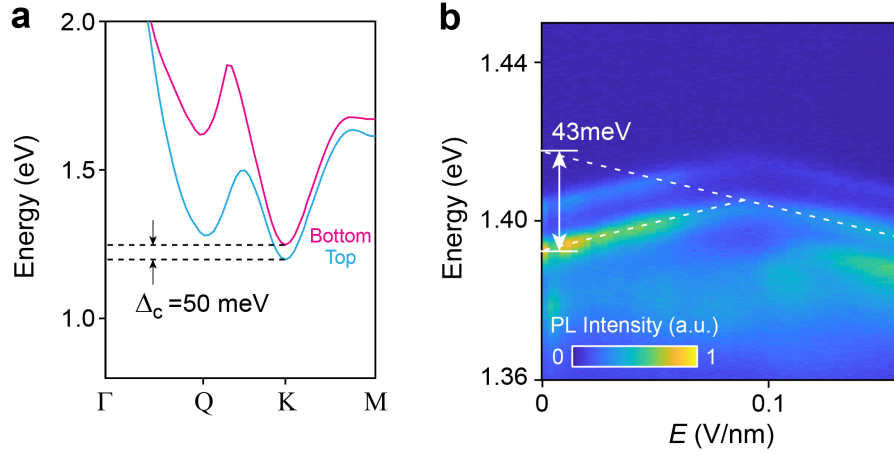 a
2.0
1.5
1.0
Energy (eV)
Bottom
Top
Δc =50 meV
Γ Q K M
b
1.44
1.40
1.36
Energy (eV)
43meV
PL Intensity (a.u.)
0 1
0 0.1
E (V/nm)